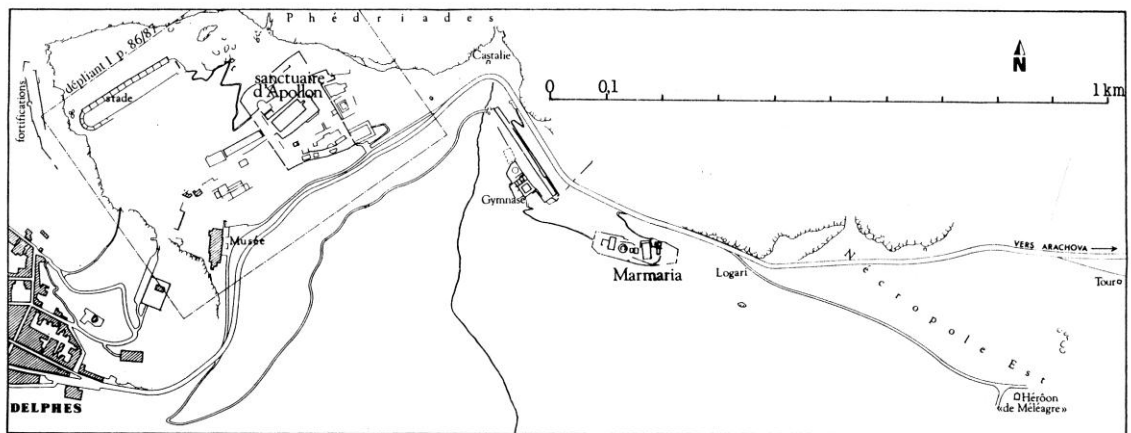 Phédriades
dépliant I p. 86/87
Castalie
N
sanctuaire
d'Apollon
stade
fortifications
0 0,1 1 km
Gymnase
Musée
VERS ARACHOVA
Marmaria
Logari
Tour
Nécropole Est
DELPHES
Hérôon
«de Méléagre»